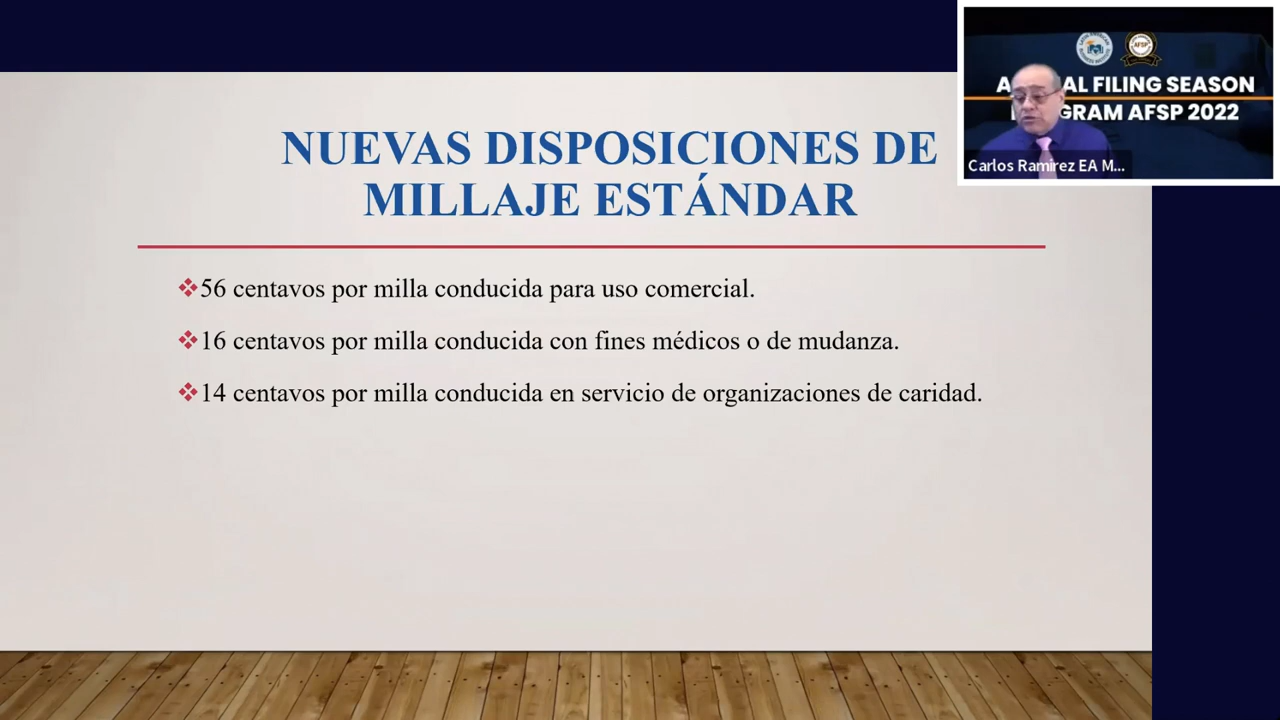 NUEVAS DISPOSICIONES DE
MILLAJE ESTÁNDAR
❖56 centavos por milla conducida para uso comercial.
❖16 centavos por milla conducida con fines médicos o de mudanza.
❖14 centavos por milla conducida en servicio de organizaciones de caridad.
AFSP
FILING SEASON
AFSP 2022
Carlos Ramirez EA M...